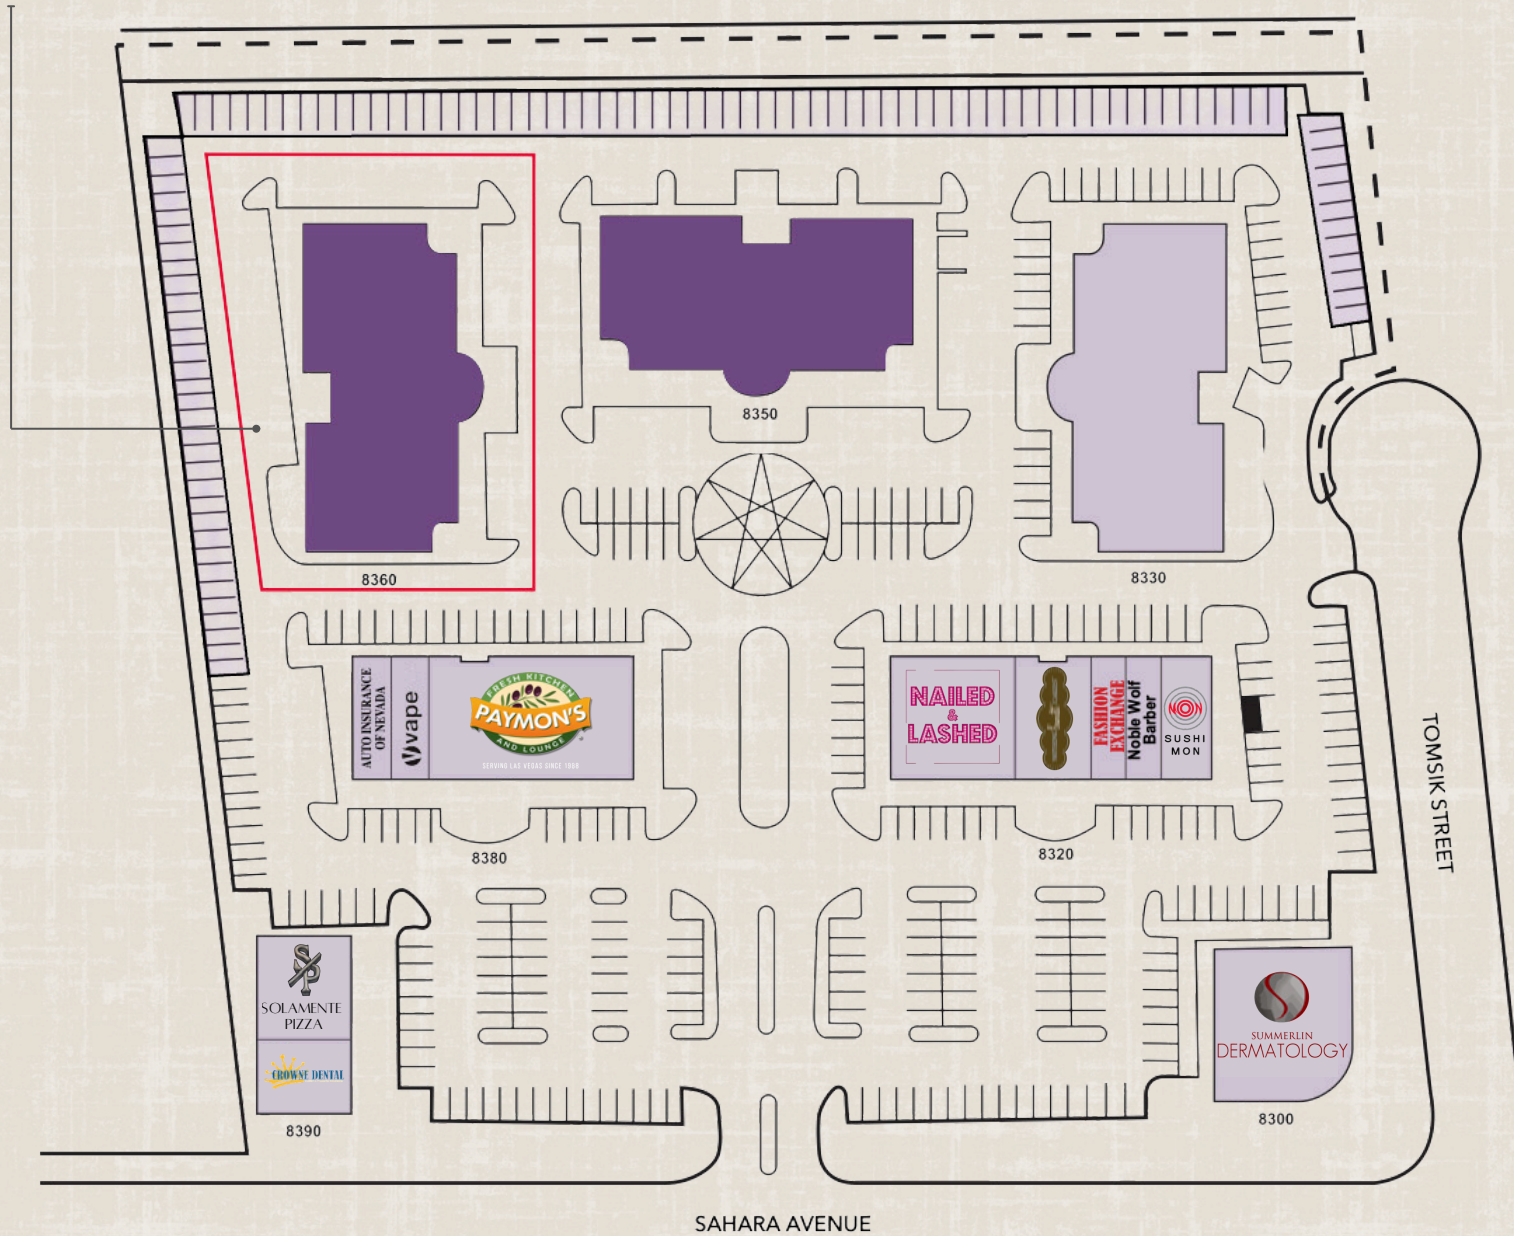 8350
8360
8330
AUTO INSURANCE
OF NEVADA
vape
FRESH KITCHEN
PAYMON'S
AND LOUNGE
SERVING LAS VEGAS SINCE 1988
NAILED
&
LASHED
FASHION
EXCHANGE
Noble Wolf
Barber
SUSHI
MON
8380
8320
TOMSIK STREET
SP
SOLAMENTE
PIZZA
CROWNE DENTAL
8390
SUMMERLIN
DERMATOLOGY
8300
SAHARA AVENUE